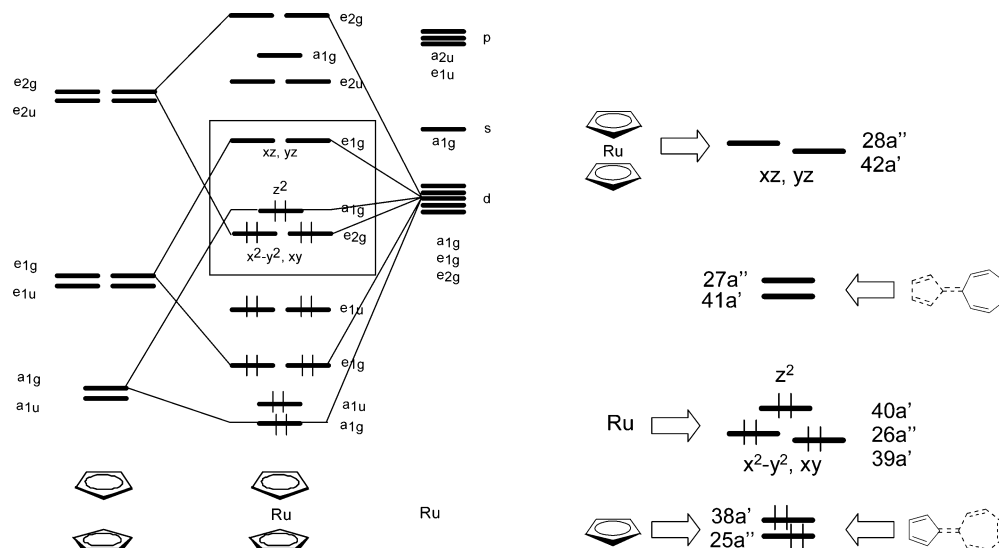 e2g
a1g
e2u
p
a2u
e1u
e2g
e2u
s
a1g
e1g
xz, yz
z2
a1g
d
e2g
x2-y2, xy
a1g
e1g
e2g
e1g
e1u
e1u
e1g
a1g
a1u
a1u
a1g
Ru
Ru
Ru
28a''
42a'
xz, yz
27a''
41a'
z2
Ru
40a'
26a''
39a'
x2-y2, xy
38a'
25a''